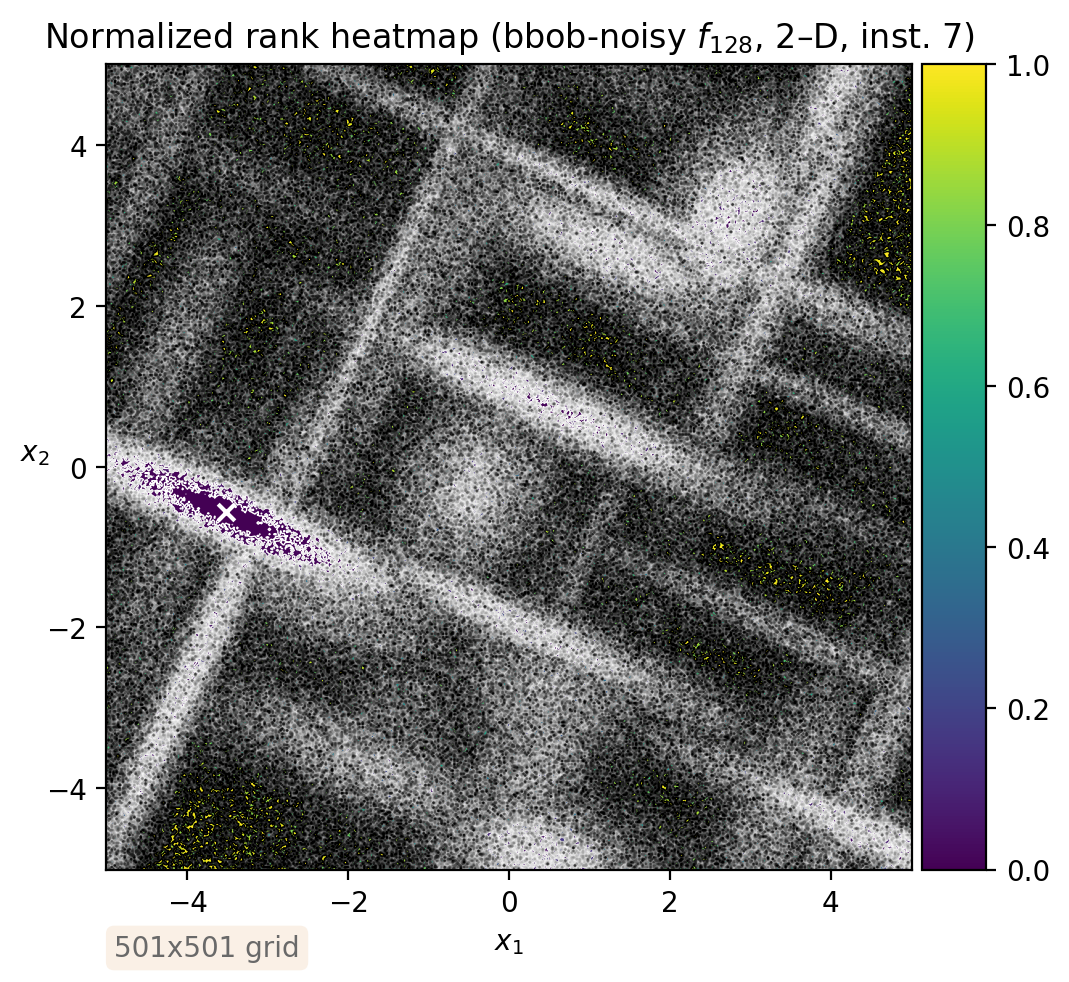 Normalized rank heatmap (bbob-noisy f128, 2–D, inst. 7)
1.0
0.8
0.6
0.4
0.2
0.0
4
2
0
−2
−4
x2
−4 −2 0 2 4
x1
501x501 grid